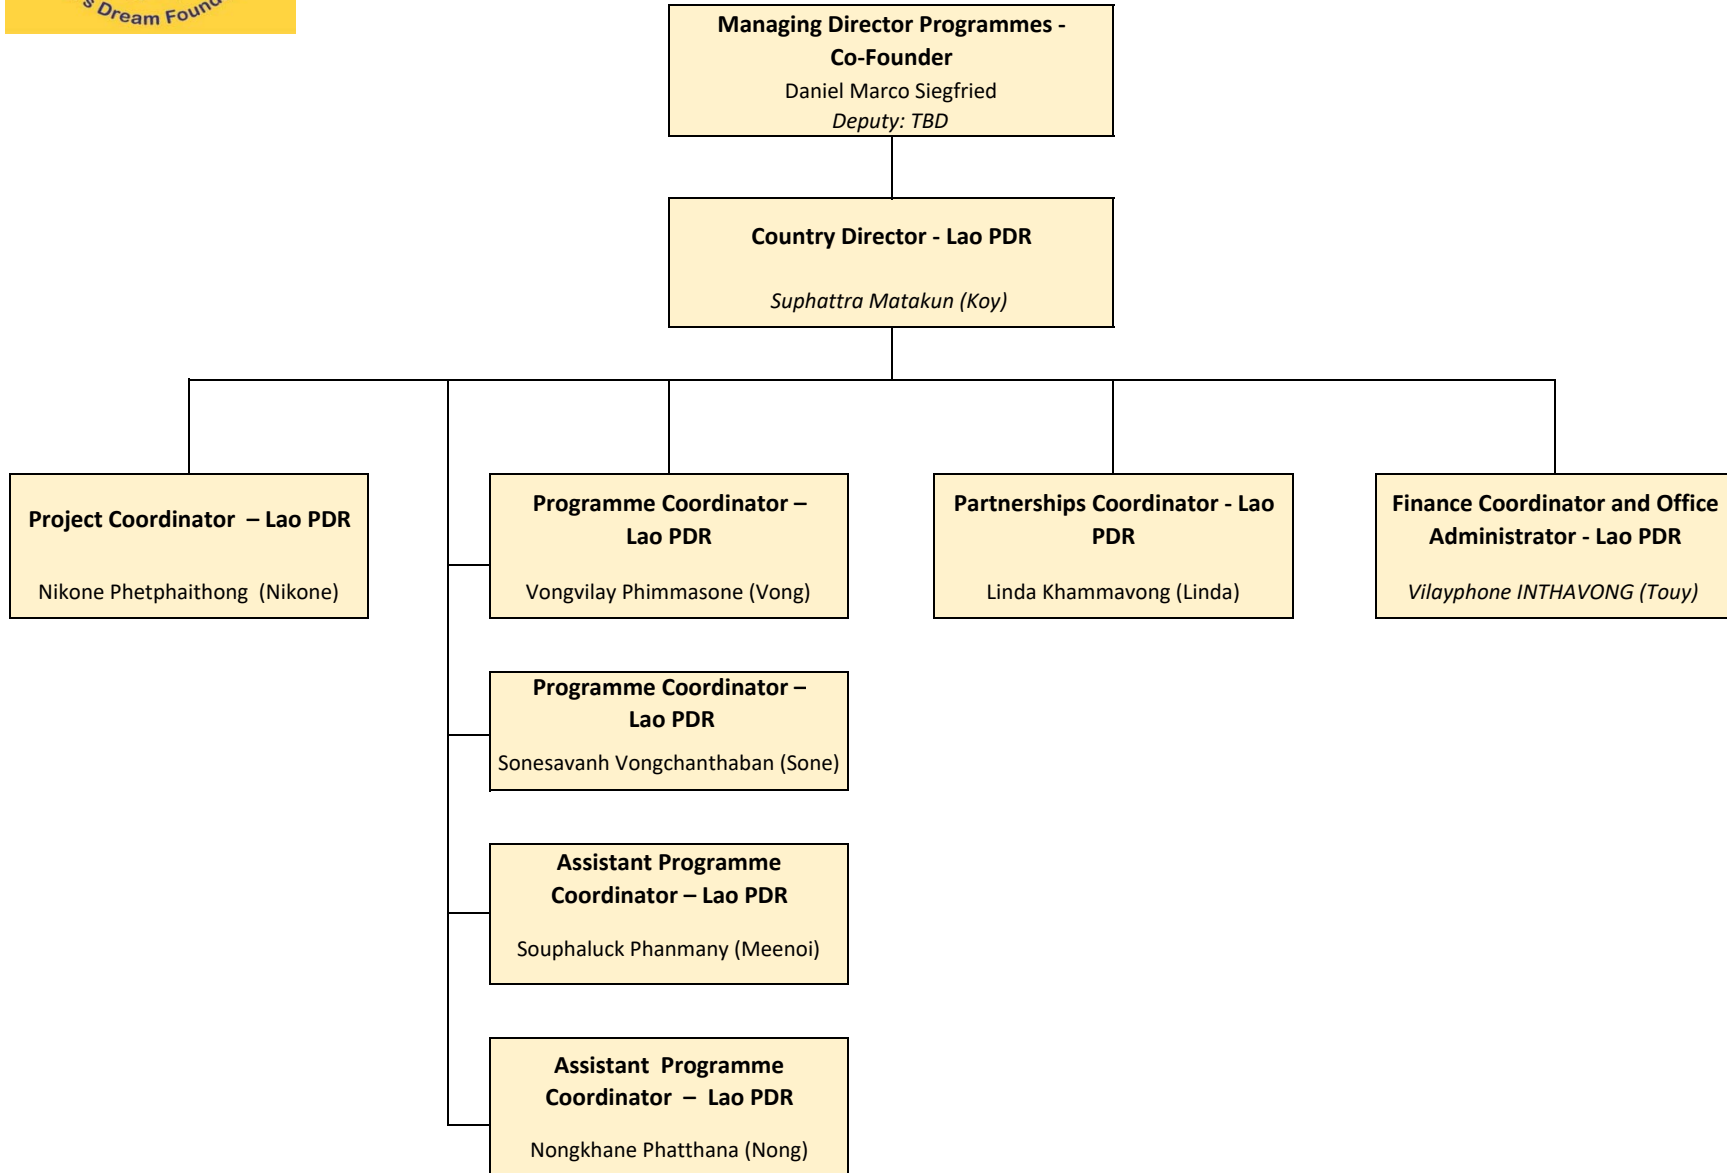 s Dream Foun
Managing Director Programmes -
Co-Founder
Daniel Marco Siegfried
Deputy: TBD
Country Director - Lao PDR
Suphattra Matakun (Koy)
Project Coordinator – Lao PDR
Nikone Phetphaithong (Nikone)
Programme Coordinator –
Lao PDR
Vongvilay Phimmasone (Vong)
Partnerships Coordinator - Lao
PDR
Linda Khammavong (Linda)
Finance Coordinator and Office
Administrator - Lao PDR
Vilayphone INTHAVONG (Touy)
Programme Coordinator –
Lao PDR
Sonesavanh Vongchanthaban (Sone)
Assistant Programme
Coordinator – Lao PDR
Souphaluck Phanmany (Meenoi)
Assistant Programme
Coordinator – Lao PDR
Nongkhane Phatthana (Nong)